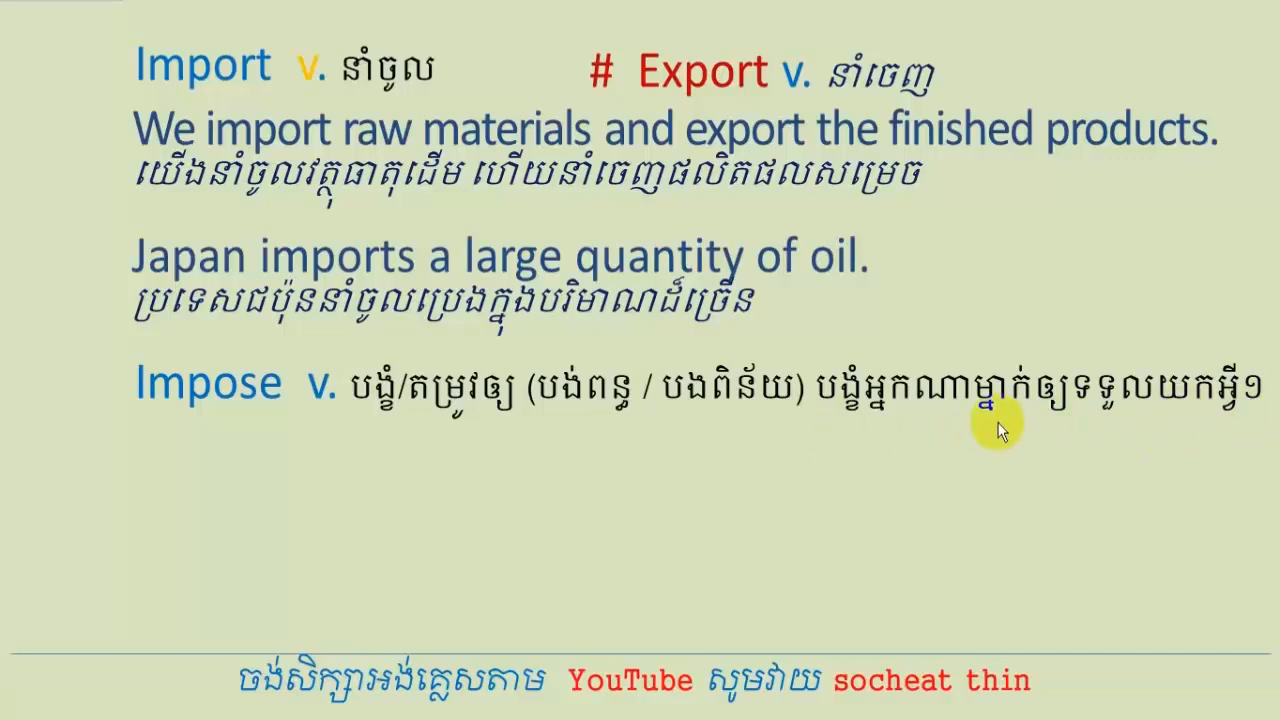 Import v. នាំចូល # Export v. នាំចេញ
We import raw materials and export the finished products.
យើងនាំចូលវត្ថុធាតុដើម ហើយនាំចេញផលិតផលសម្រេច
Japan imports a large quantity of oil.
ប្រទេសជប៉ុននាំចូលប្រេងក្នុងបរិមាណដ៏ច្រើន
Impose v. បង្ខំ/តម្រូវឲ្យ (បង់ពន្ធ / បងពិន័យ) បង្ខំអ្នកណាម្នាក់ឲ្យទទួលយកអ្វី១
ចង់សិក្សាអង់គ្លេសតាម YouTube សូមវាយ socheat thin